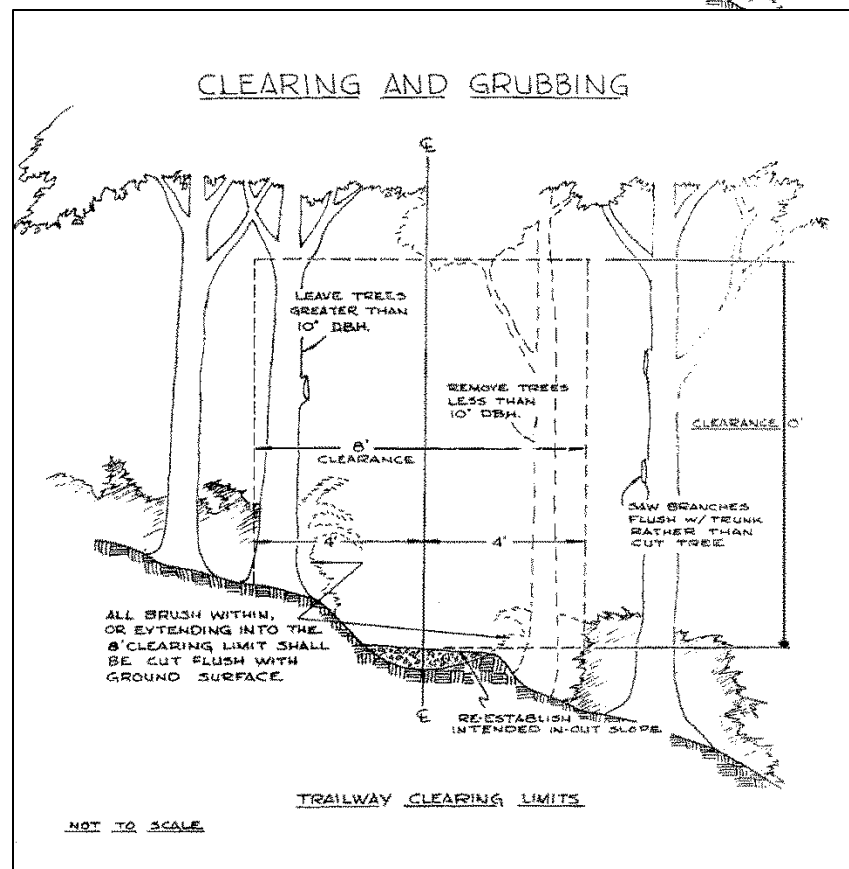 CLEARING AND GRUBBING
℄
LEAVE TREES
GREATER THAN
10" DBH.
REMOVE TREES
LESS THAN
10" DBH.
CLEARANCE 0'
8'
CLEARANCE
SAW BRANCHES
FLUSH W/ TRUNK
RATHER THAN
CUT TREE
4'
4'
ALL BRUSH WITHIN,
OR EXTENDING INTO THE
8' CLEARING LIMIT SHALL
BE CUT FLUSH WITH
GROUND SURFACE
℄
RE-ESTABLISH
INTENDED IN-OUT SLOPE
TRAILWAY CLEARING LIMITS
NOT TO SCALE